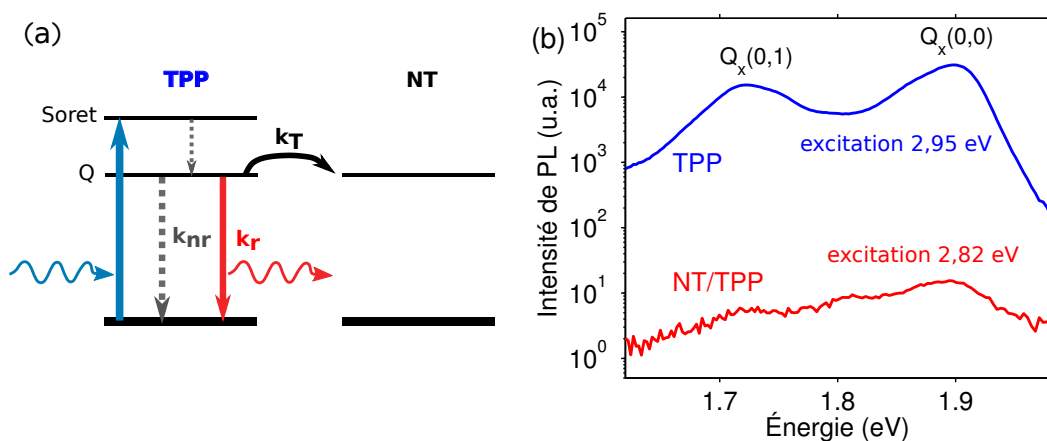 (a)
TPP
NT
Soret
k_T
Q
k_nr
k_r
(b)
Q_x(0,1)
Q_x(0,0)
10^5
10^4
10^3
10^2
10^1
10^0
Intensité de PL (u.a.)
excitation 2,95 eV
TPP
excitation 2,82 eV
NT/TPP
1.7
1.8
1.9
Énergie (eV)